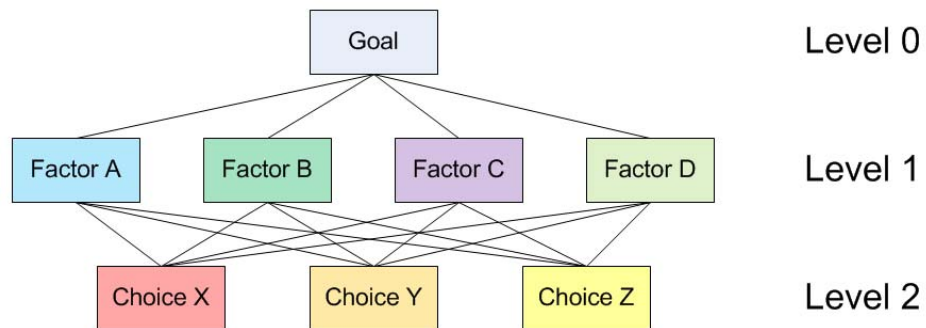 Goal
Level 0
Factor A
Factor B
Factor C
Factor D
Level 1
Choice X
Choice Y
Choice Z
Level 2